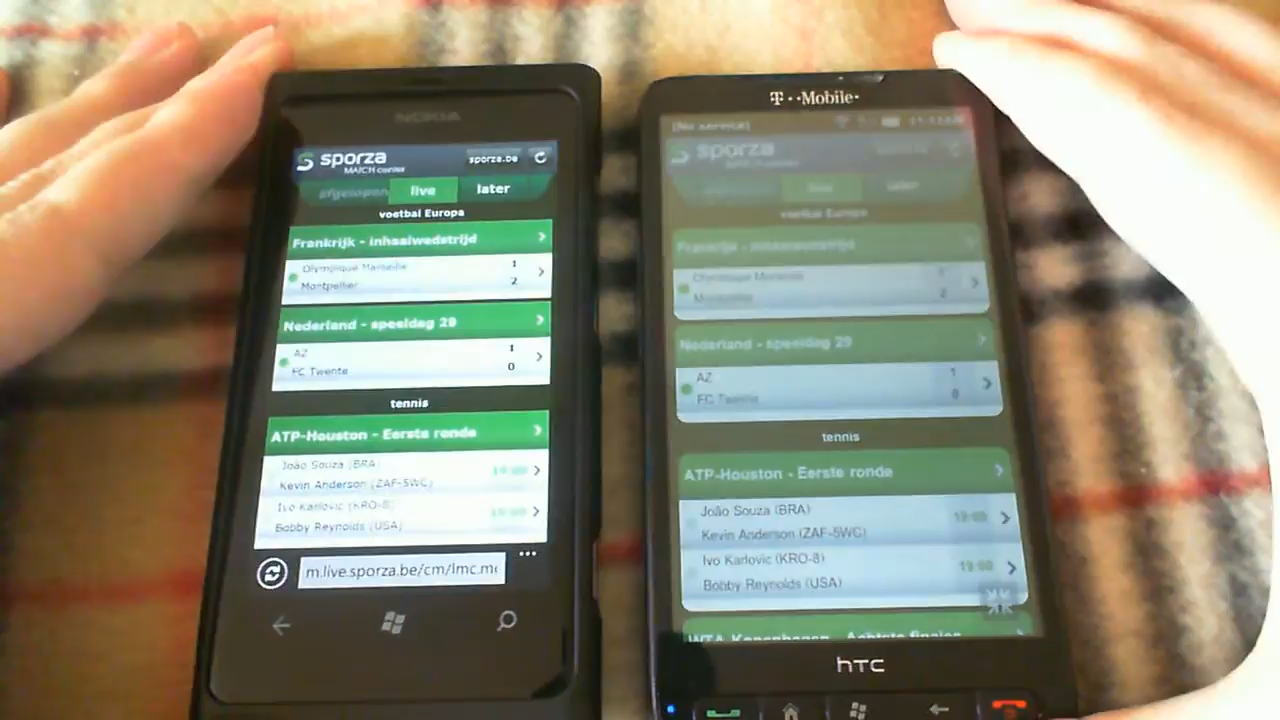 NOKIA
sporza
MATCH center
sporza.be
afgelopen
live
later
voetbal Europa
Frankrijk - inhaalwedstrijd
Olympique Marseille 1
Montpellier 2
Nederland - speeldag 29
AZ 1
FC Twente 0
tennis
ATP-Houston - Eerste ronde
João Souza (BRA)
Kevin Anderson (ZAF-5WC)
19:00
Ivo Karlovic (KRO-8)
Bobby Reynolds (USA)
19:00
m.live.sporza.be/cm/lmc.m
T-Mobile
[No service]
sporza
live
later
voetbal Europa
Frankrijk - inhaalwedstrijd
Olympique Marseille 1
Montpellier 2
Nederland - speeldag 29
AZ 1
FC Twente 0
tennis
ATP-Houston - Eerste ronde
João Souza (BRA)
Kevin Anderson (ZAF-5WC)
19:00
Ivo Karlovic (KRO-8)
Bobby Reynolds (USA)
19:00
WTA Kopenhagen - Achtste finales
hTC